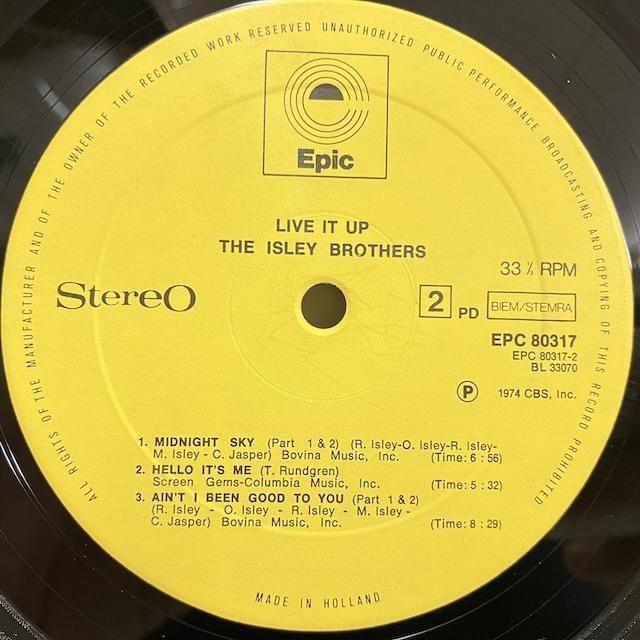 ALL RIGHTS OF THE MANUFACTURER AND OF THE OWNER OF THE RECORDED WORK RESERVED UNAUTHORIZED PUBLIC PERFORMANCE BROADCASTING AND COPYING OF THIS RECORD PROHIBITED
Epic
LIVE IT UP
THE ISLEY BROTHERS
33⅓ RPM
Stereo
2 PD BIEM/STEMRA
EPC 80317
EPC 80317-2
BL 33070
Ⓟ 1974 CBS, Inc.
1. MIDNIGHT SKY (Part 1 & 2) (R. Isley-O. Isley-R. Isley-
M. Isley - C. Jasper) Bovina Music, Inc. (Time: 6 : 56)
2. HELLO IT'S ME (T. Rundgren)
Screen Gems-Columbia Music, Inc. (Time: 5 : 32)
3. AIN'T I BEEN GOOD TO YOU (Part 1 & 2)
(R. Isley - O. Isley - R. Isley - M. Isley -
C. Jasper) Bovina Music, Inc. (Time: 8 : 29)
MADE IN HOLLAND